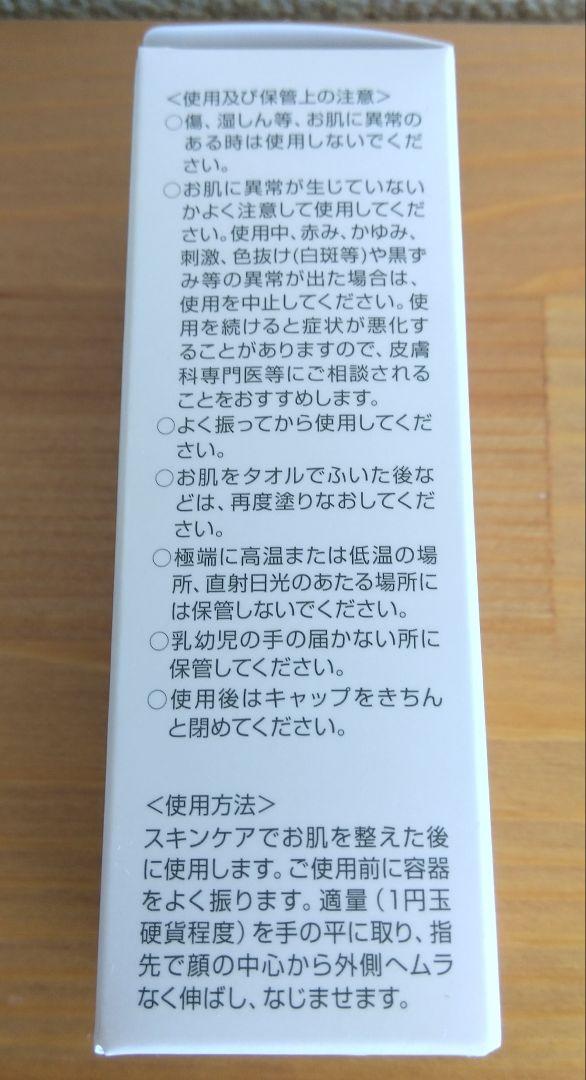 <使用及び保管上の注意>
○傷、湿しん等、お肌に異常の
ある時は使用しないでくだ
さい。
○お肌に異常が生じていない
かよく注意して使用してくだ
さい。使用中、赤み、かゆみ、
刺激、色抜け(白斑等)や黒ず
み等の異常が出た場合は、
使用を中止してください。使
用を続けると症状が悪化す
ることがありますので、皮膚
科専門医等にご相談される
ことをおすすめします。
○よく振ってから使用してくだ
さい。
○お肌をタオルでふいた後な
どは、再度塗りなおしてくだ
さい。
○極端に高温または低温の場
所、直射日光のあたる場所に
は保管しないでください。
○乳幼児の手の届かない所に
保管してください。
○使用後はキャップをきちん
と閉めてください。
<使用方法>
スキンケアでお肌を整えた後
に使用します。ご使用前に容器
をよく振ります。適量（1円玉
硬貨程度）を手の平に取り、指
先で顔の中心から外側へムラ
なく伸ばし、なじませます。